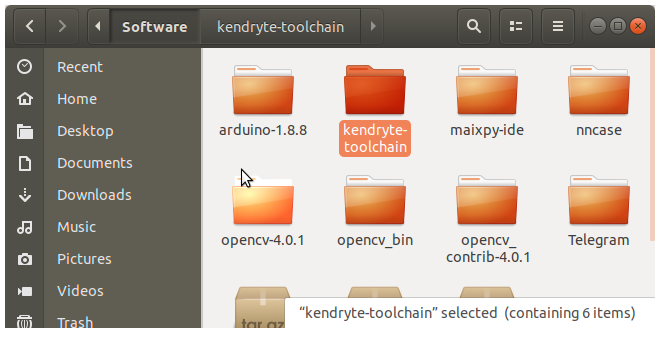 Software kendryte-toolchain
Recent
Home
Desktop
Documents
Downloads
Music
Pictures
Videos
Trash
arduino-1.8.8
kendryte-
toolchain
maixpy-ide
nncase
opencv-4.0.1
opencv_bin
opencv_
contrib-4.0.1
Telegram
tar.gz
“kendryte-toolchain” selected (containing 6 items)